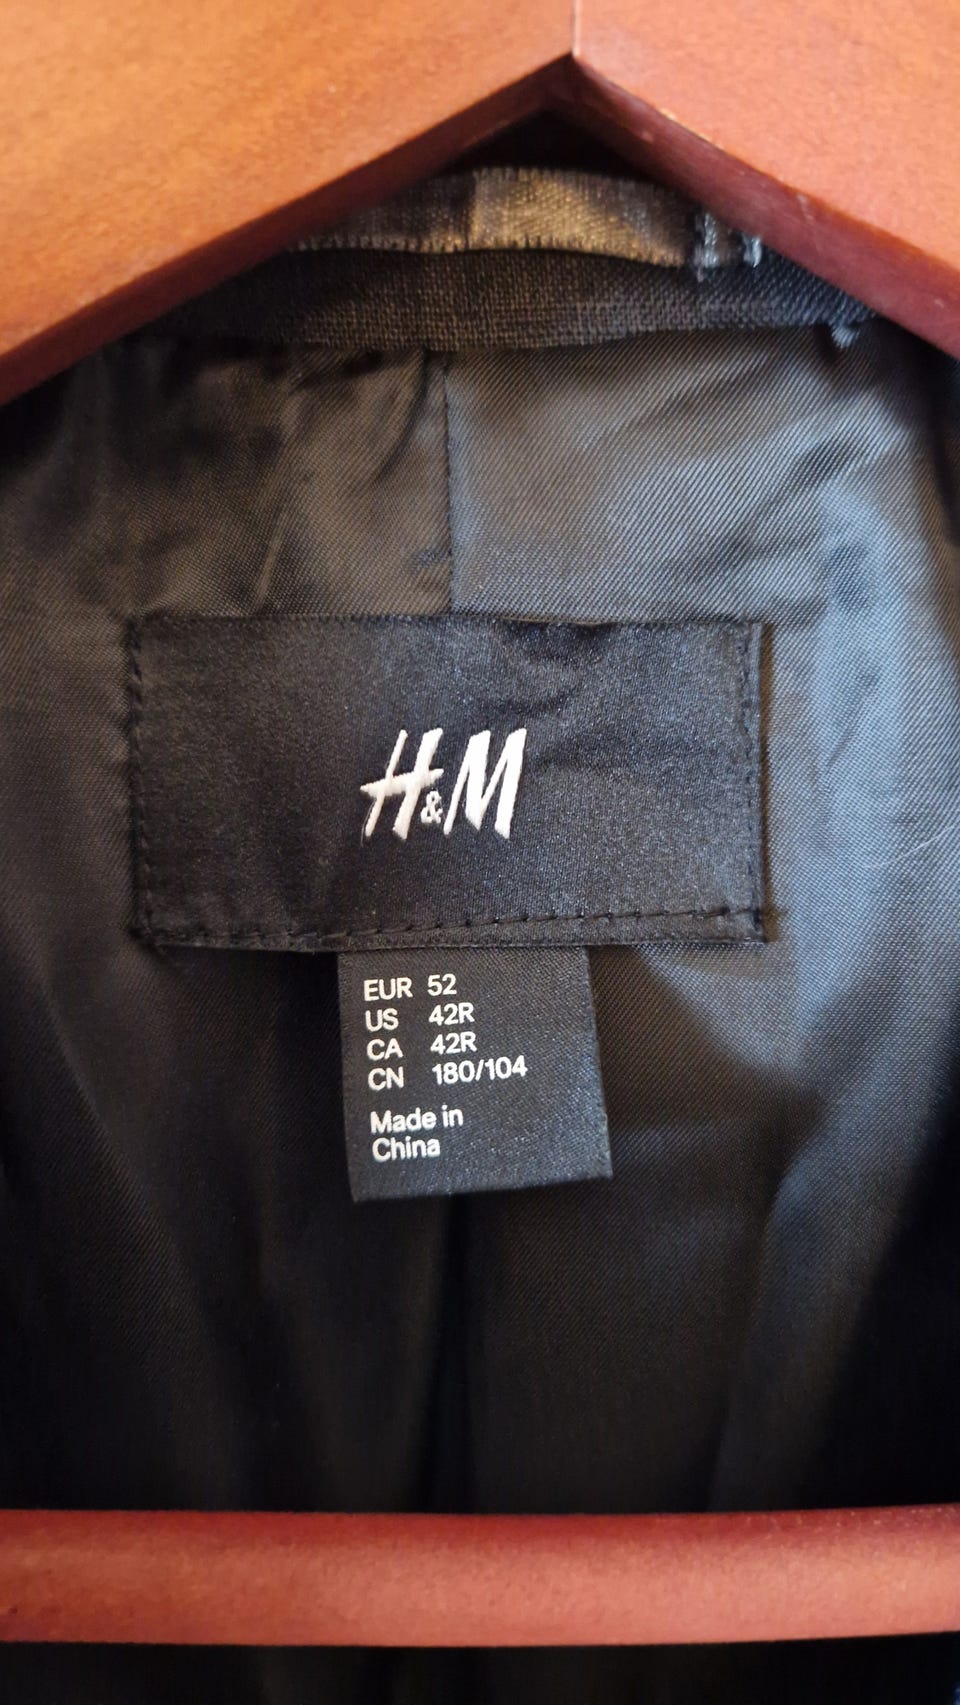 H&M
EUR 52
US 42R
CA 42R
CN 180/104
Made in
China